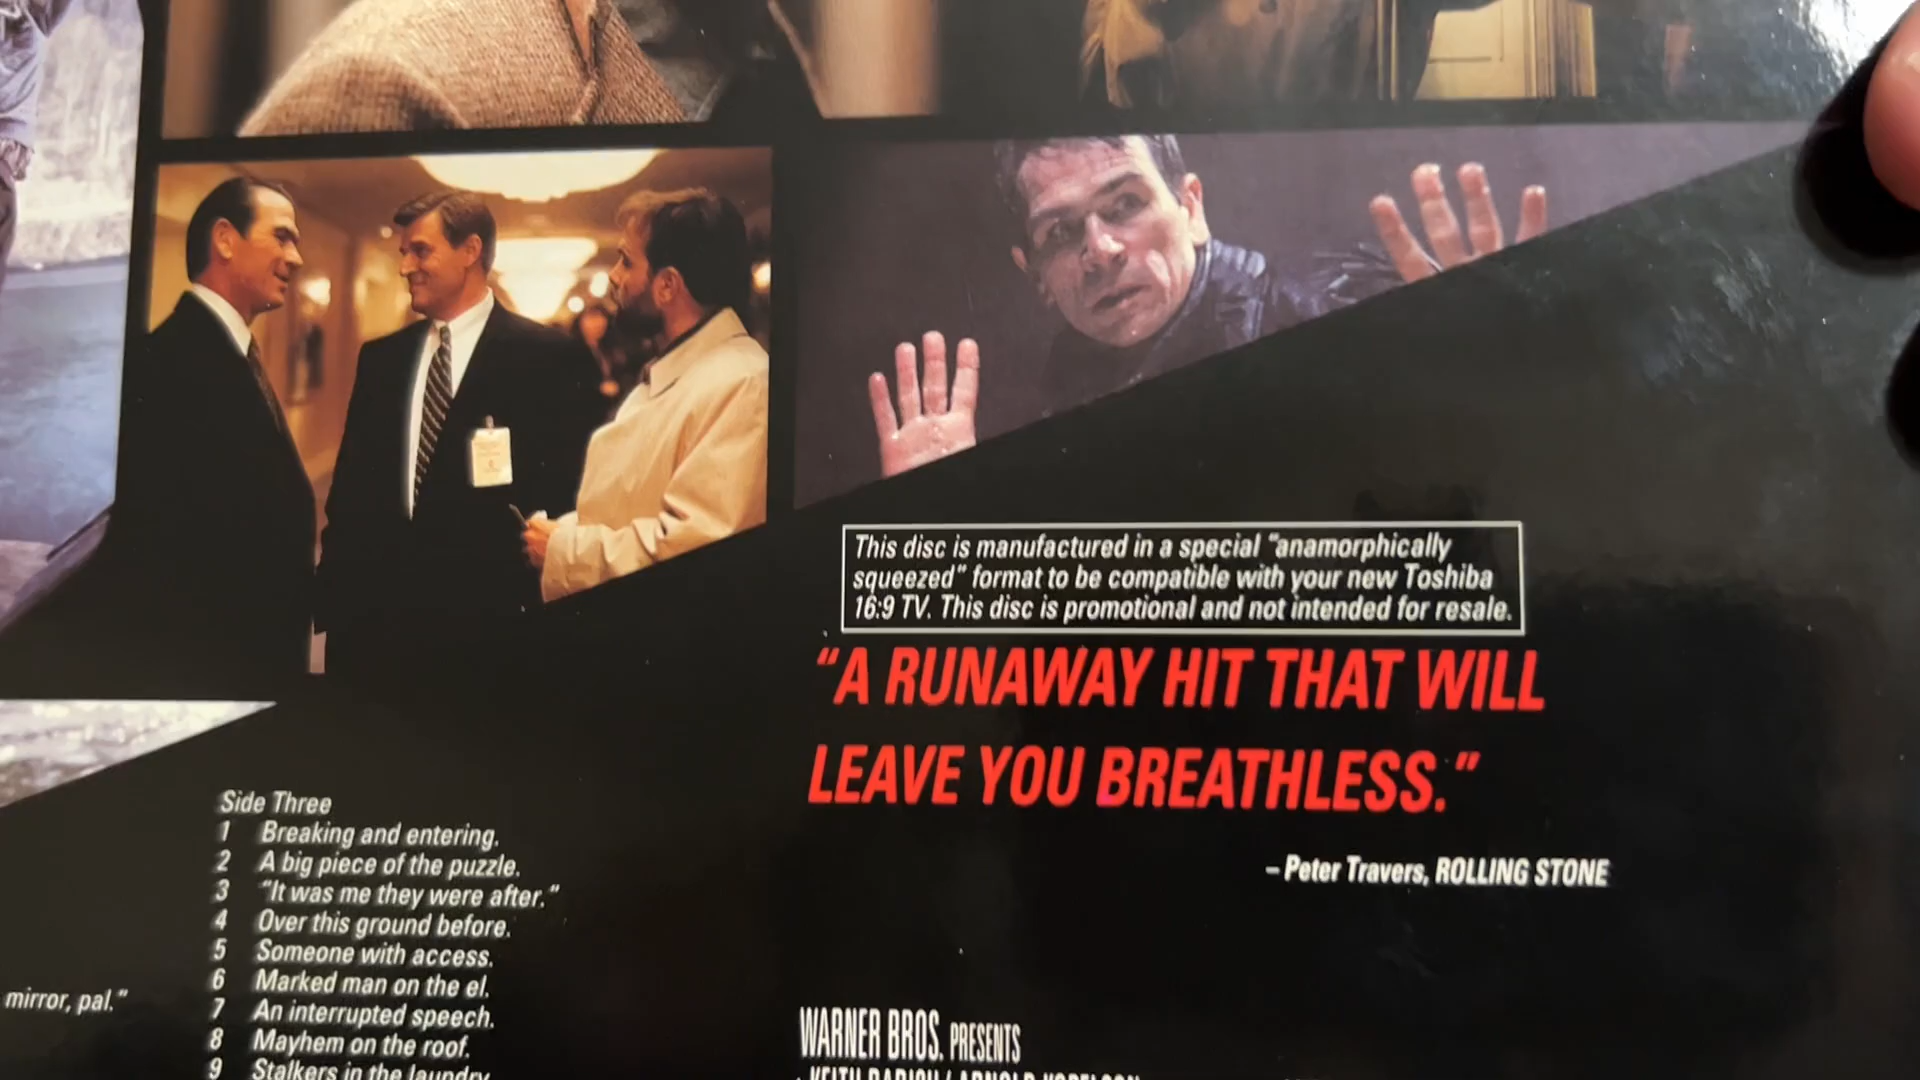 This disc is manufactured in a special "anamorphically
squeezed" format to be compatible with your new Toshiba
16:9 TV. This disc is promotional and not intended for resale.
"A RUNAWAY HIT THAT WILL
LEAVE YOU BREATHLESS."
– Peter Travers, ROLLING STONE
Side Three
1 Breaking and entering.
2 A big piece of the puzzle.
3 "It was me they were after."
4 Over this ground before.
5 Someone with access.
6 Marked man on the el.
7 An interrupted speech.
8 Mayhem on the roof.
9 Stalkers in the laundry.
mirror, pal."
WARNER BROS. PRESENTS